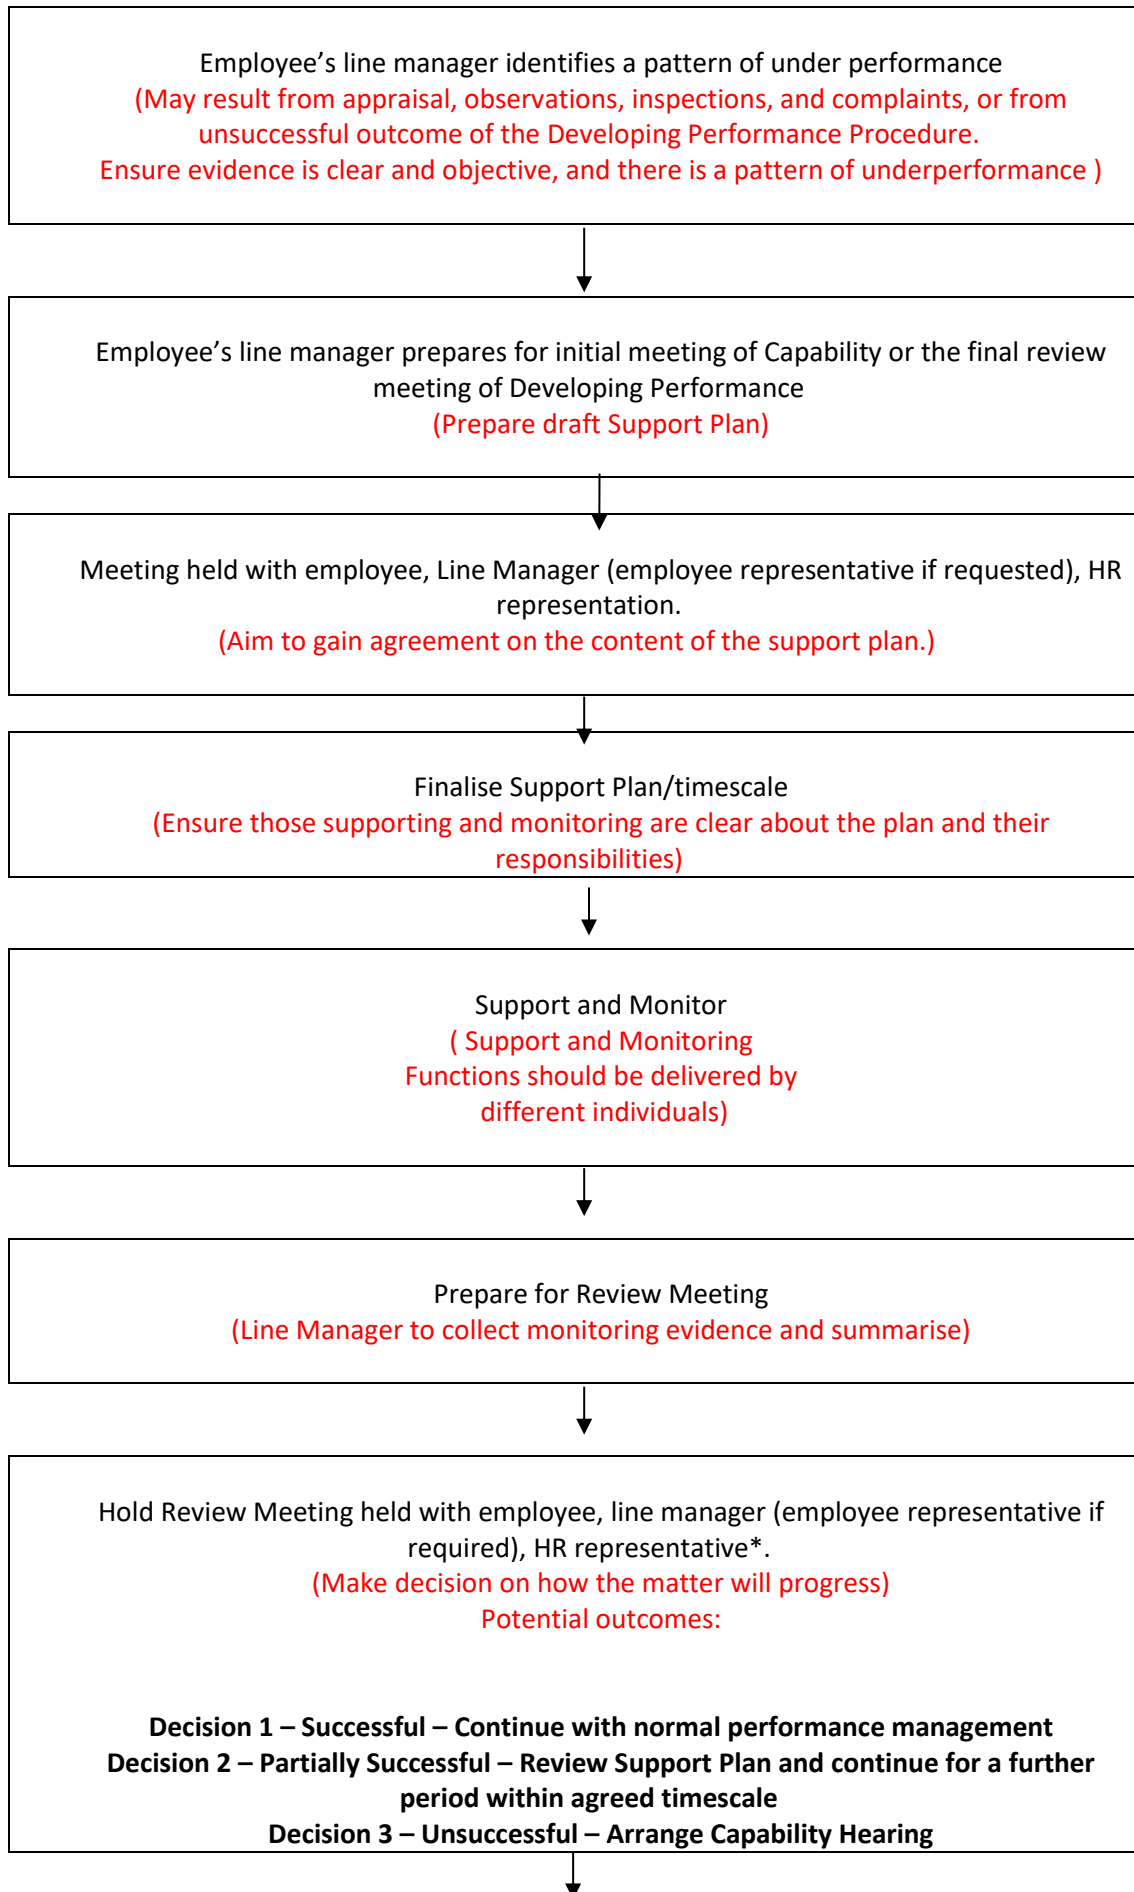 Employee’s line manager identifies a pattern of under performance
(May result from appraisal, observations, inspections, and complaints, or from
unsuccessful outcome of the Developing Performance Procedure.
Ensure evidence is clear and objective, and there is a pattern of underperformance )
Employee’s line manager prepares for initial meeting of Capability or the final review
meeting of Developing Performance
(Prepare draft Support Plan)
Meeting held with employee, Line Manager (employee representative if requested), HR
representation.
(Aim to gain agreement on the content of the support plan.)
Finalise Support Plan/timescale
(Ensure those supporting and monitoring are clear about the plan and their
responsibilities)
Support and Monitor
( Support and Monitoring
Functions should be delivered by
different individuals)
Prepare for Review Meeting
(Line Manager to collect monitoring evidence and summarise)
Hold Review Meeting held with employee, line manager (employee representative if
required), HR representative*.
(Make decision on how the matter will progress)
Potential outcomes:
Decision 1 – Successful – Continue with normal performance management
Decision 2 – Partially Successful – Review Support Plan and continue for a further
period within agreed timescale
Decision 3 – Unsuccessful – Arrange Capability Hearing